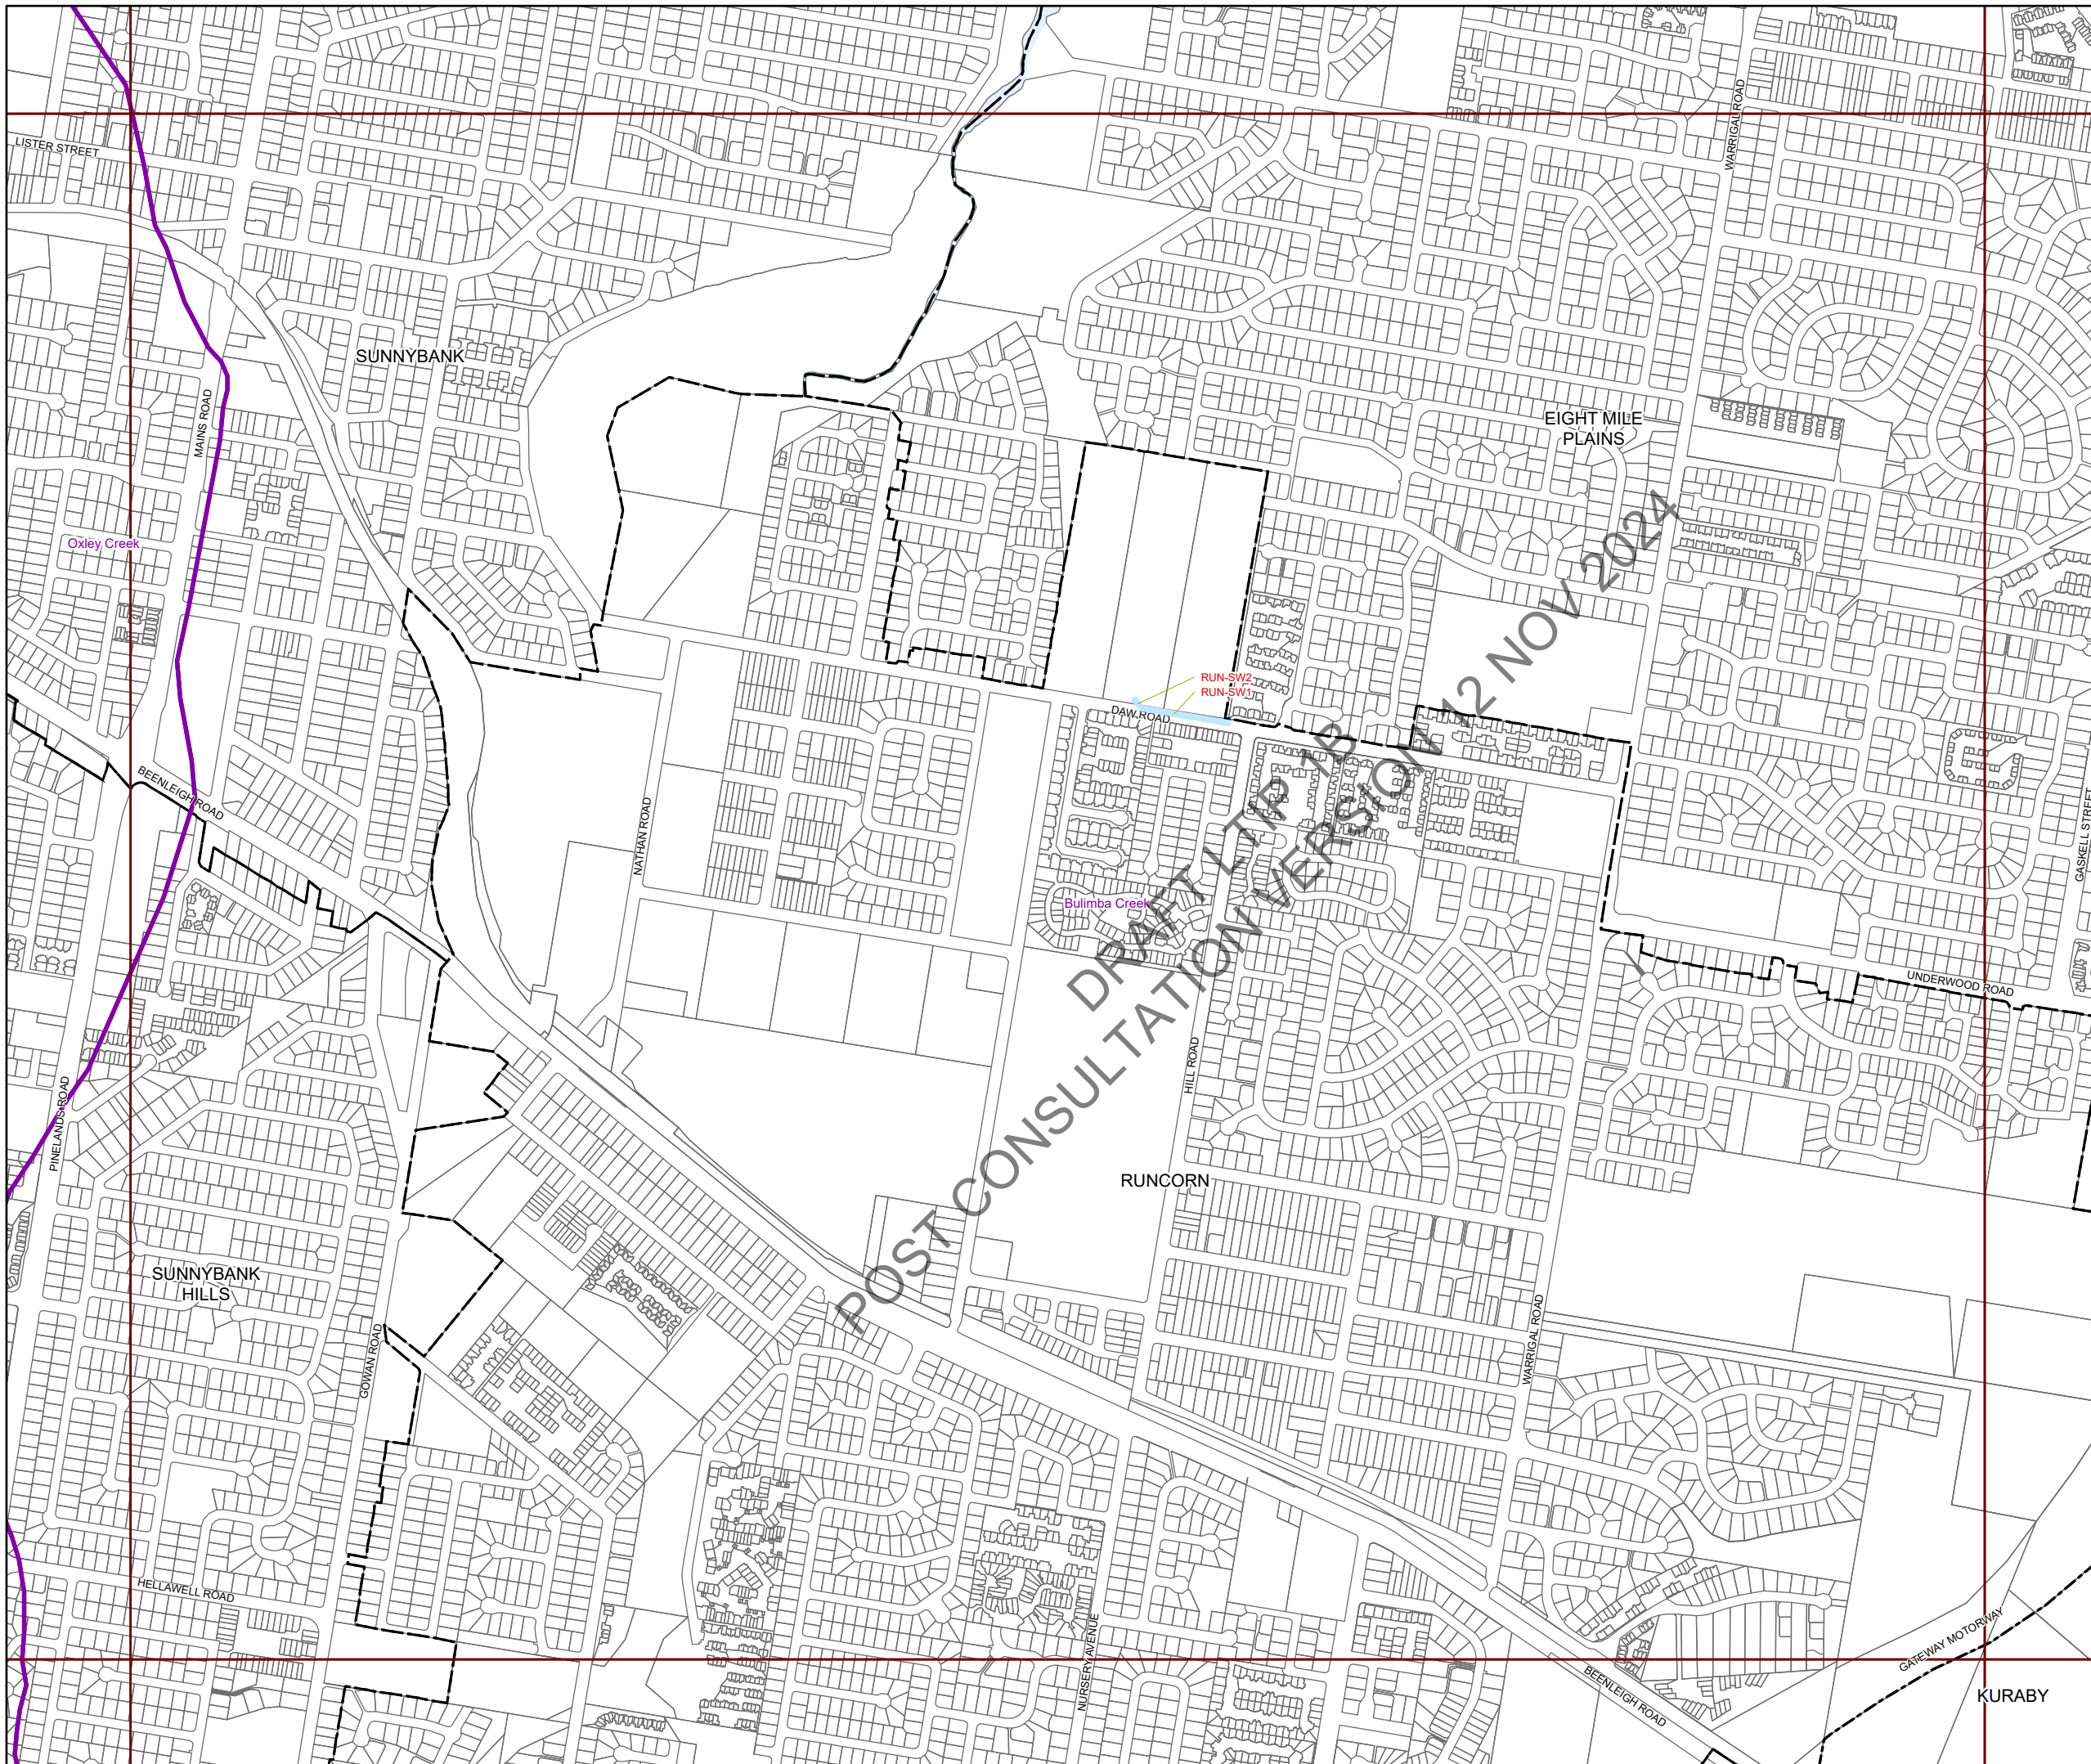 WARRIGAL ROAD
LISTER STREET
SUNNYBANK
MAINS ROAD
EIGHT MILE
PLAINS
Oxley Creek
RUN-SW2
RUN-SW1
DAW ROAD
BEENLEIGH ROAD
NATHAN ROAD
GASKELL STREET
Bulimba Creek
DRAFT LTIP 1B
POST CONSULTATION VERSION 12 NOV 2024
UNDERWOOD ROAD
HILL ROAD
PINELANDS ROAD
RUNCORN
SUNNYBANK
HILLS
GOWAN ROAD
WARRIGAL ROAD
HELLAWELL ROAD
NURSERY AVENUE
GATEWAY MOTORWAY
BEENLEIGH ROAD
KURABY